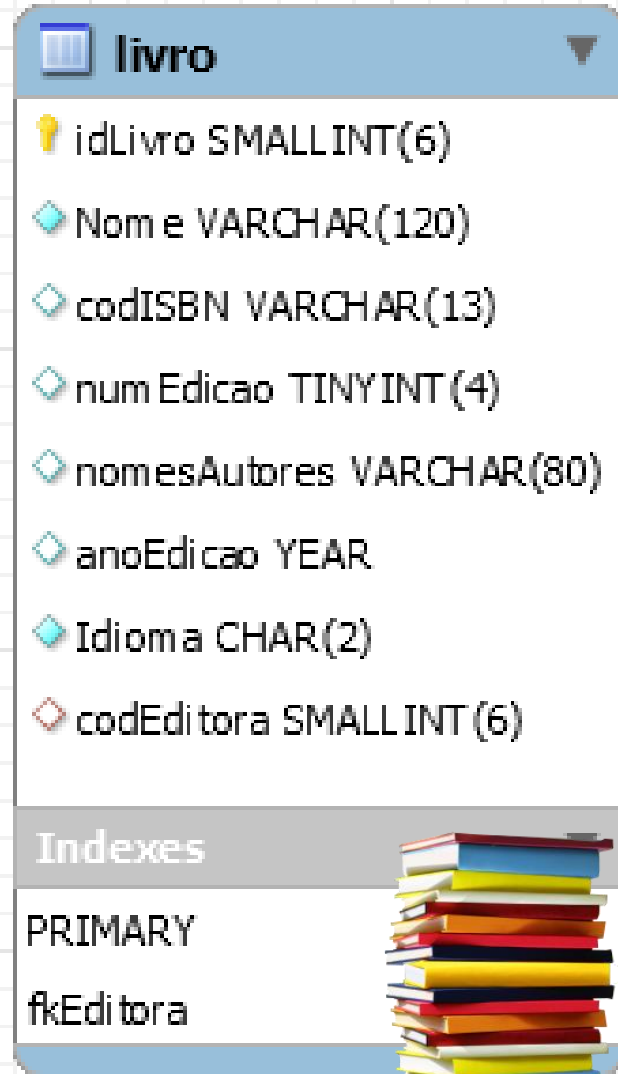 livro
idLivro SMALLINT(6)
Nome VARCHAR(120)
codISBN VARCHAR(13)
numEdicao TINYINT(4)
nomesAutores VARCHAR(80)
anoEdicao YEAR
Idioma CHAR(2)
codEditora SMALLINT(6)
Indexes
PRIMARY
fkEditora